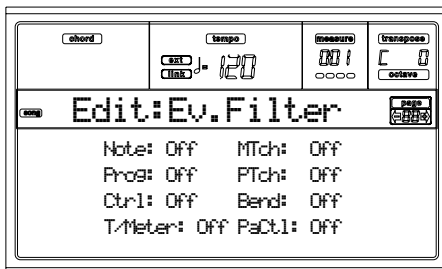 chord tempo measure transpose
ext link ♩= 120 001 C 0
octave
song Edit:Ev.Filter page
Note: Off MTch: Off
Prog: Off PTch: Off
Ctrl: Off Bend: Off
T/Meter: Off PaCtl: Off